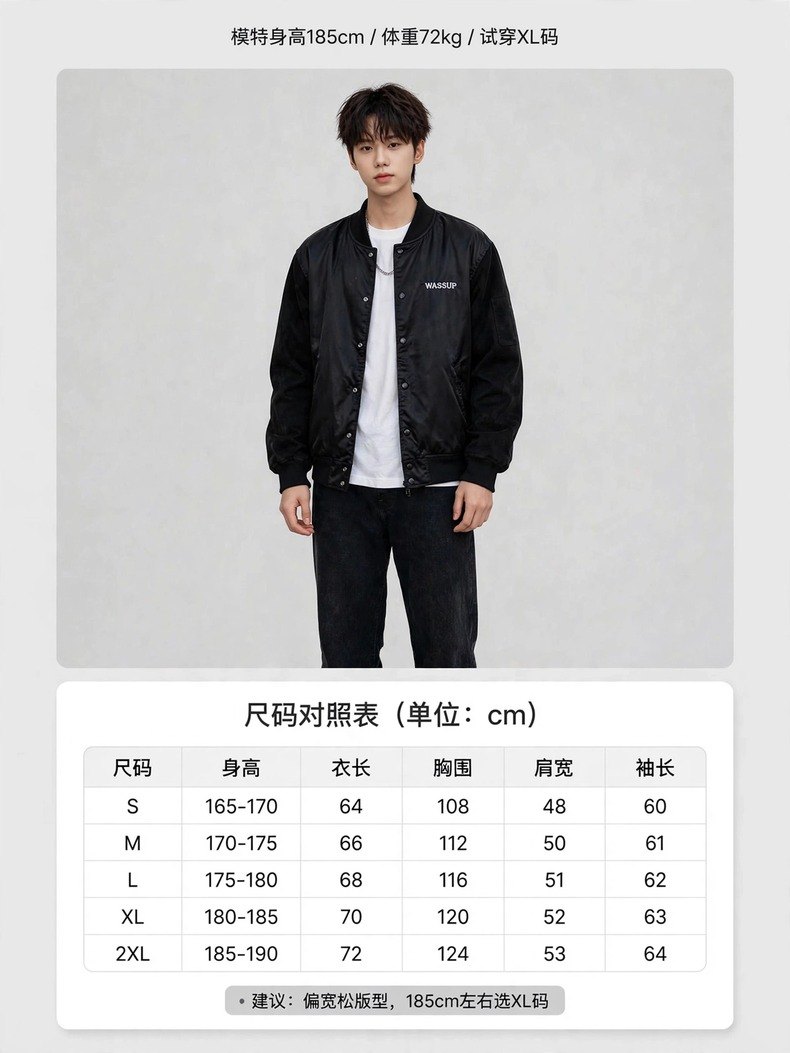 模特身高185cm / 体重72kg / 试穿XL码
WASSUP
尺码对照表（单位：cm）
尺码 身高 衣长 胸围 肩宽 袖长
S 165-170 64 108 48 60
M 170-175 66 112 50 61
L 175-180 68 116 51 62
XL 180-185 70 120 52 63
2XL 185-190 72 124 53 64
• 建议：偏宽松版型，185cm左右选XL码